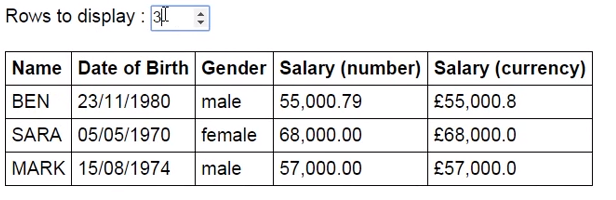 Rows to display : 3
Name Date of Birth Gender Salary (number) Salary (currency)
BEN 23/11/1980 male 55,000.79 £55,000.8
SARA 05/05/1970 female 68,000.00 £68,000.0
MARK 15/08/1974 male 57,000.00 £57,000.0